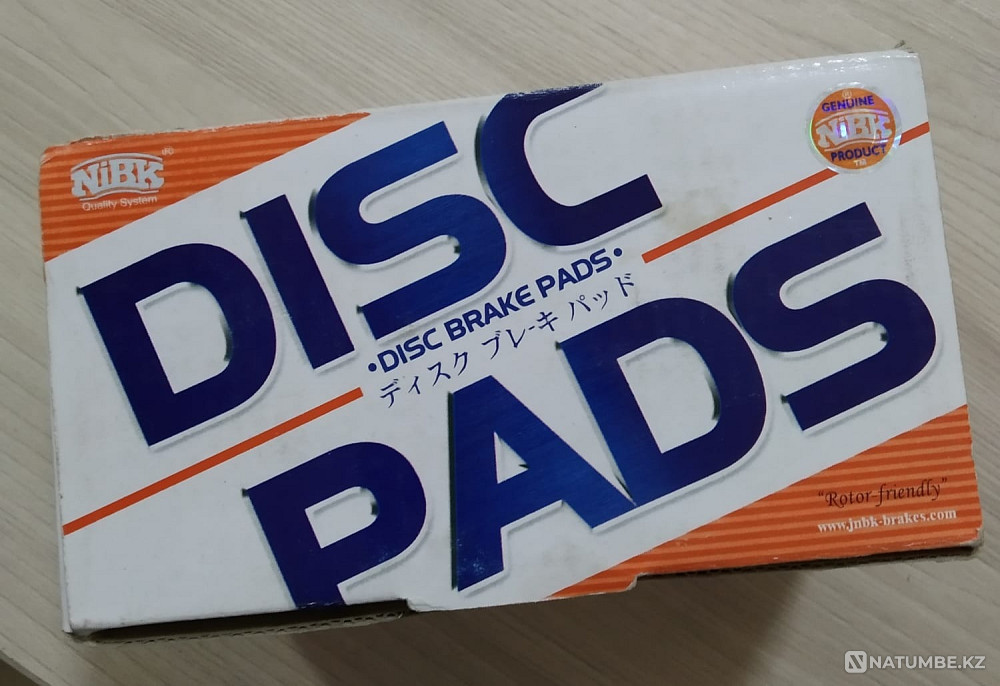 NiBK®
Quality System
GENUINE
NiBK®
PRODUCT
TM
DISC
•DISC BRAKE PADS•
ディスク ブレーキ パッド
PADS
"Rotor-friendly"
www.jnbk-brakes.com
NATUMBE.KZ